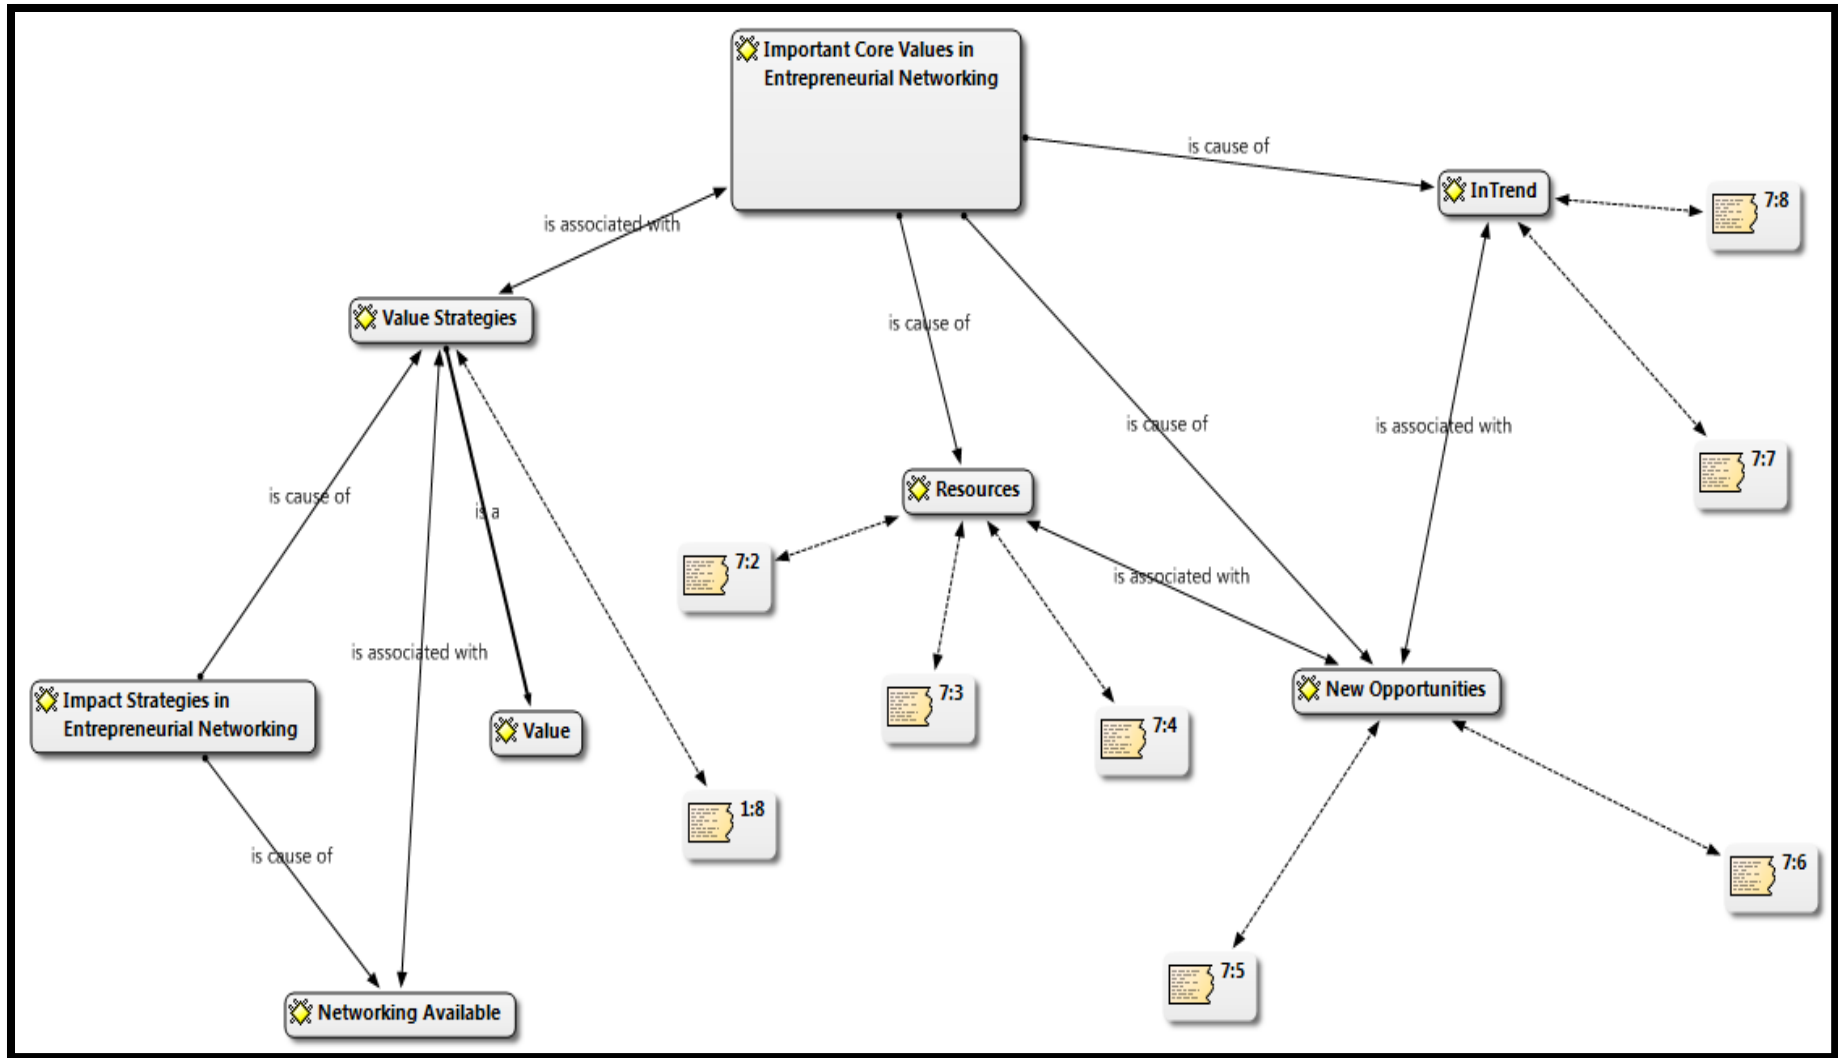 Important Core Values in
Entrepreneurial Networking
is cause of
InTrend
7:8
is associated with
Value Strategies
is cause of
is cause of
is associated with
7:7
Resources
is cause of
is a
7:2
is associated with
is associated with
7:3
7:4
New Opportunities
Impact Strategies in
Entrepreneurial Networking
Value
1:8
is cause of
7:6
7:5
Networking Available